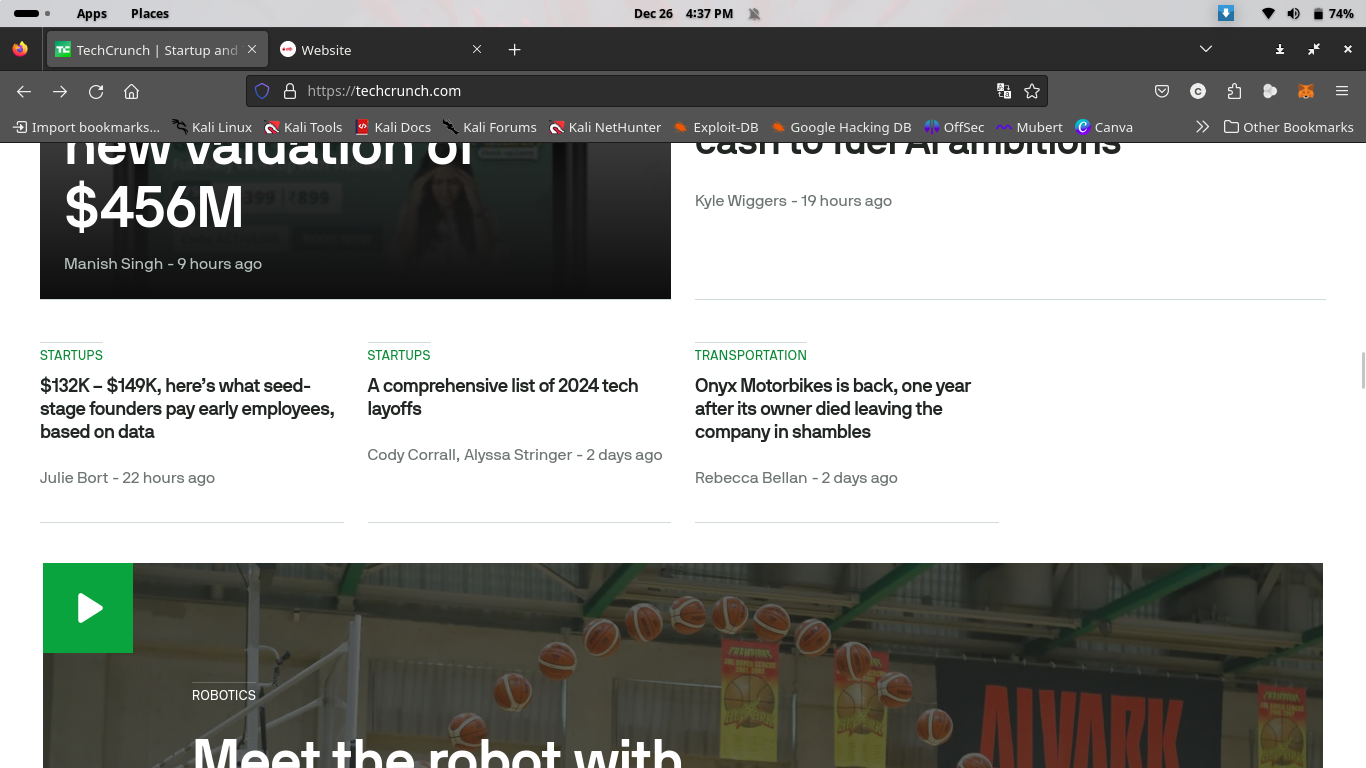 Apps Places Dec 26 4:37 PM 74%
TechCrunch | Startup and Website
https://techcrunch.com
Import bookmarks... Kali Linux Kali Tools Kali Docs Kali Forums Kali NetHunter Exploit-DB Google Hacking DB OffSec Mubert Canva Other Bookmarks
new valuation of
$456M
Manish Singh - 9 hours ago
cash to fuel AI ambitions
Kyle Wiggers - 19 hours ago
STARTUPS
$132K – $149K, here’s what seed-
stage founders pay early employees,
based on data
Julie Bort - 22 hours ago
STARTUPS
A comprehensive list of 2024 tech
layoffs
Cody Corrall, Alyssa Stringer - 2 days ago
TRANSPORTATION
Onyx Motorbikes is back, one year
after its owner died leaving the
company in shambles
Rebecca Bellan - 2 days ago
ROBOTICS
Meet the robot with
ALVARK